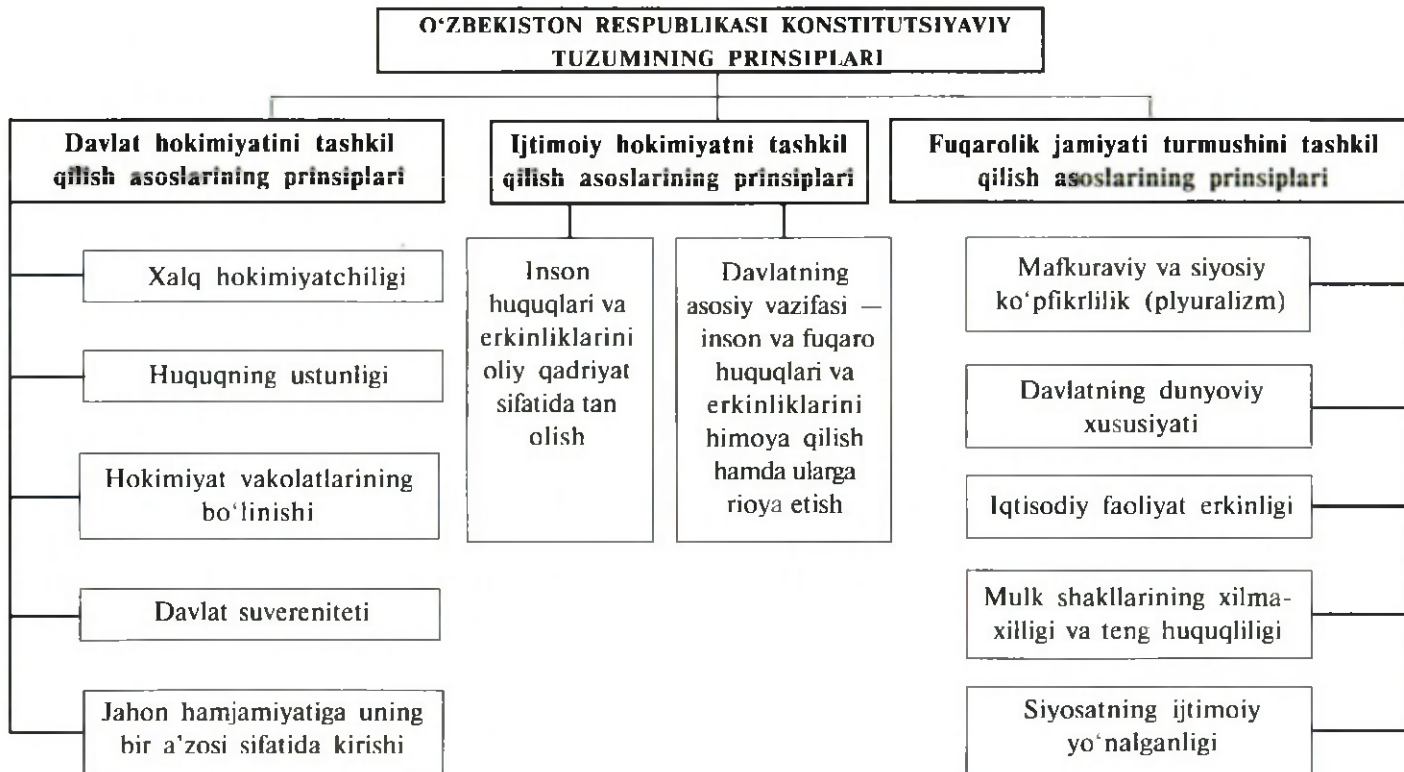 O‘ZBEKISTON RESPUBLIKASI KONSTITUTSIYAVIY
TUZUMINING PRINSIPLARI
Davlat hokimiyatini tashkil
qilish asoslarining prinsiplari
Xalq hokimiyatchiligi
Huquqning ustunligi
Hokimiyat vakolatlarining
bo‘linishi
Davlat suvereniteti
Jahon hamjamiyatiga uning
bir a’zosi sifatida kirishi
Ijtimoiy hokimiyatni tashkil
qilish asoslarining prinsiplari
Inson
huquqlari va
erkinliklarini
oliy qadriyat
sifatida tan
olish
Davlatning
asosiy vazifasi —
inson va fuqaro
huquqlari va
erkinliklarini
himoya qilish
hamda ularga
rioya etish
Fuqarolik jamiyati turmushini tashkil
qilish asoslarining prinsiplari
Mafkuraviy va siyosiy
ko‘pfikrlilik (plyuralizm)
Davlatning dunyoviy
xususiyati
Iqtisodiy faoliyat erkinligi
Mulk shakllarining xilma-
xilligi va teng huquqliligi
Siyosatning ijtimoiy
yo‘nalganligi